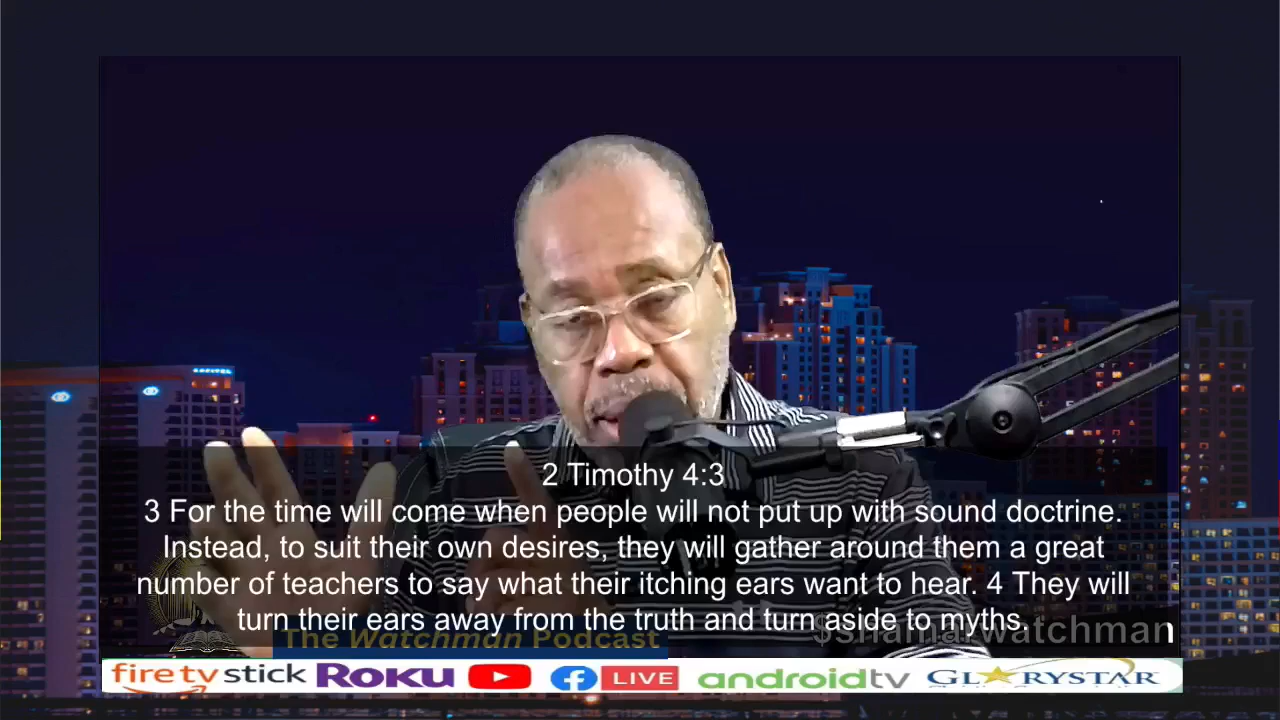 SOFITEL
2 Timothy 4:3
3 For the time will come when people will not put up with sound doctrine.
Instead, to suit their own desires, they will gather around them a great
number of teachers to say what their itching ears want to hear. 4 They will
turn their ears away from the truth and turn aside to myths.
The Watchman Podcast
$shamarwatchman
fire tv stick ROKU f LIVE androidtv GLORYSTAR